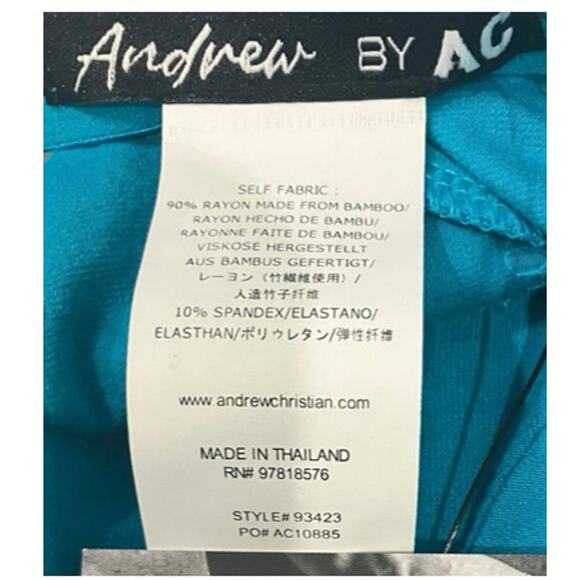 Andrew BY AC
SELF FABRIC :
90% RAYON MADE FROM BAMBOO/
RAYON HECHO DE BAMBU/
RAYONNE FAITE DE BAMBOU/
VISKOSE HERGESTELLT
AUS BAMBUS GEFERTIGT/
レーヨン（竹繊維使用）/
人造竹子纤维
10% SPANDEX/ELASTANO/
ELASTHAN/ポリウレタン/弹性纤维
www.andrewchristian.com
MADE IN THAILAND
RN# 97818576
STYLE# 93423
PO# AC10885